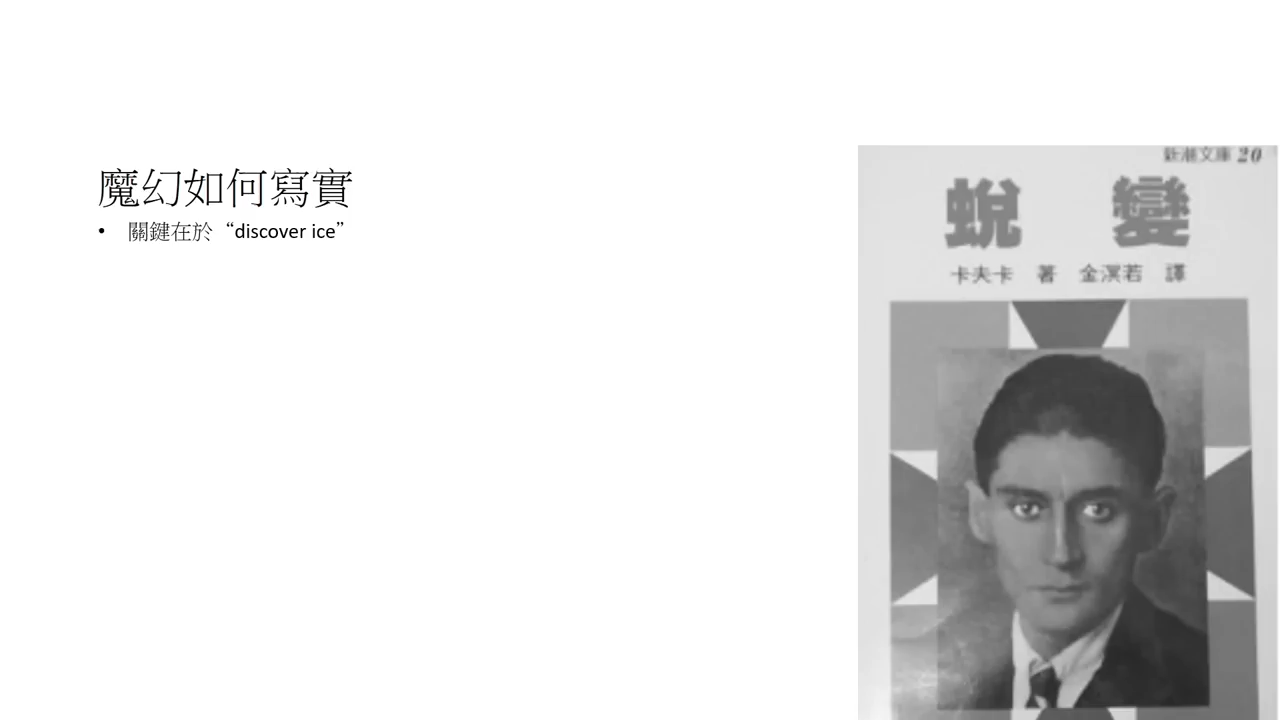 魔幻如何寫實
• 關鍵在於“discover ice”
新潮文庫 20
蛻變
卡夫卡 著 金溟若 譯